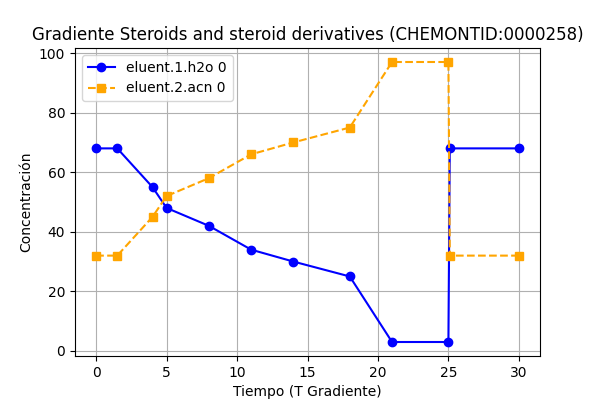 Gradiente Steroids and steroid derivatives (CHEMONTID:0000258)
eluent.1.h2o 0
eluent.2.acn 0
Concentración
100
80
60
40
20
0
0 5 10 15 20 25 30
Tiempo (T Gradiente)